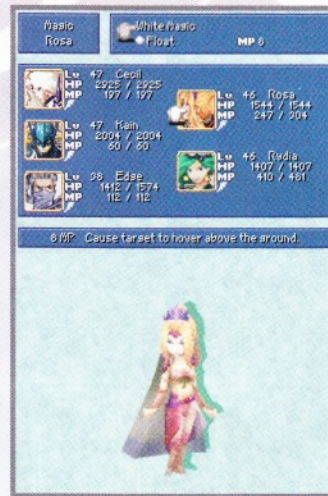 Magic
Rosa
White Magic
Float MP 8
Lv 47 Cecil
HP 2925 / 2925
MP 197 / 197
Lv 46 Rosa
HP 1544 / 1544
MP 247 / 304
Lv 47 Kain
HP 2004 / 2004
MP 60 / 60
Lv 46 Rydia
HP 1407 / 1407
MP 410 / 461
Lv 38 Edge
HP 1412 / 1574
MP 112 / 112
8 MP Cause target to hover above the ground.